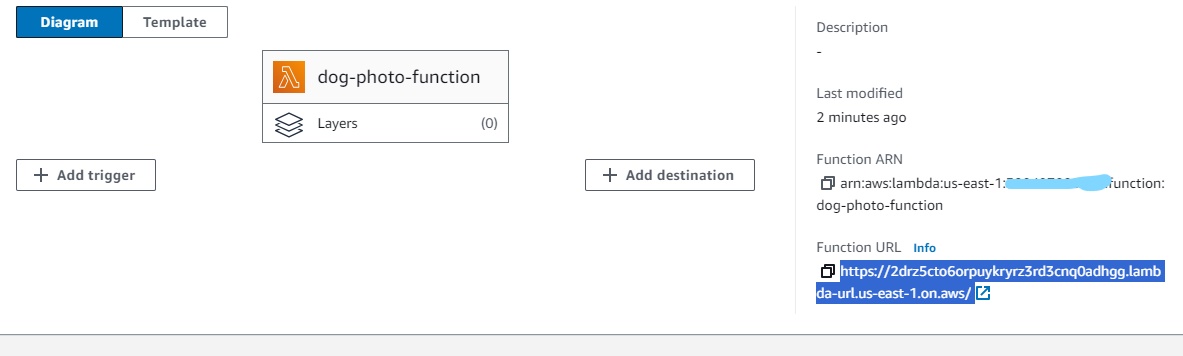 Diagram
Template
dog-photo-function
Layers
(0)
Add trigger
Add destination
Description
-
Last modified
2 minutes ago
Function ARN
arn:aws:lambda:us-east-1: function:
dog-photo-function
Function URL Info
https://2drz5cto6orpuykryrz3rd3cnq0adhgg.lamb
da-url.us-east-1.on.aws/